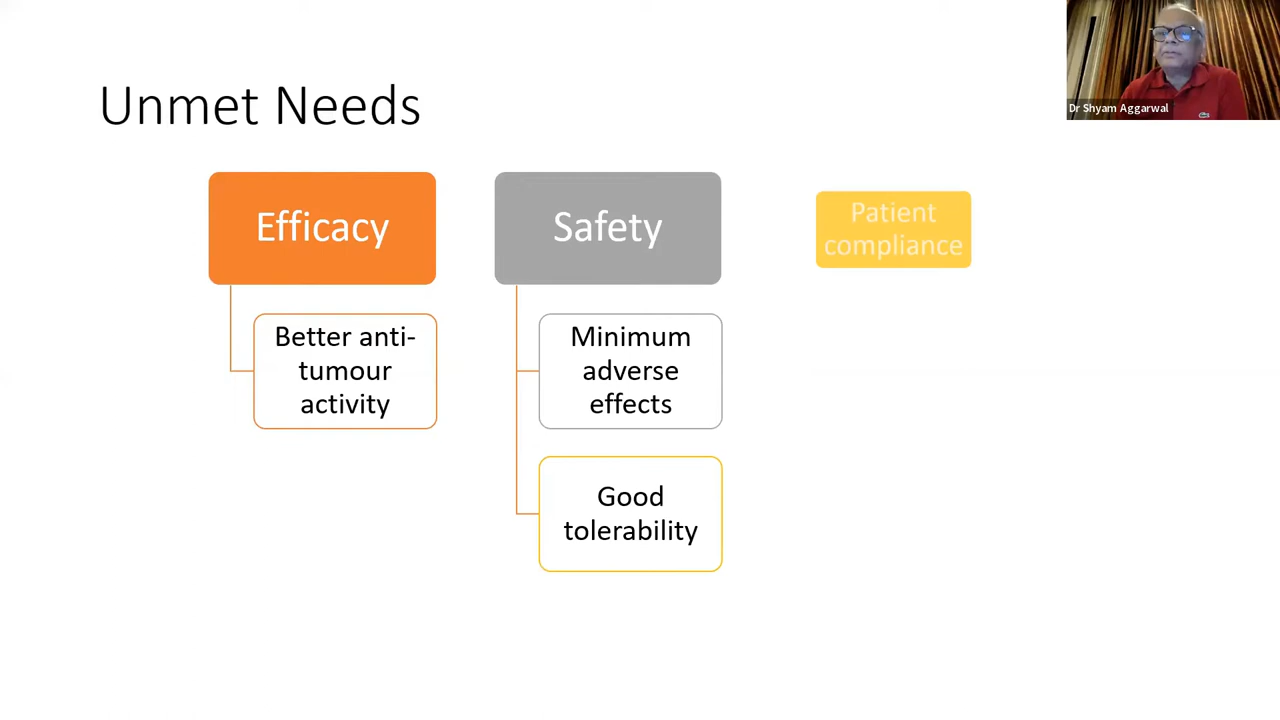 Dr Shyam Aggarwal
Unmet Needs
Efficacy
Better anti-
tumour
activity
Safety
Minimum
adverse
effects
Good
tolerability
Patient
compliance